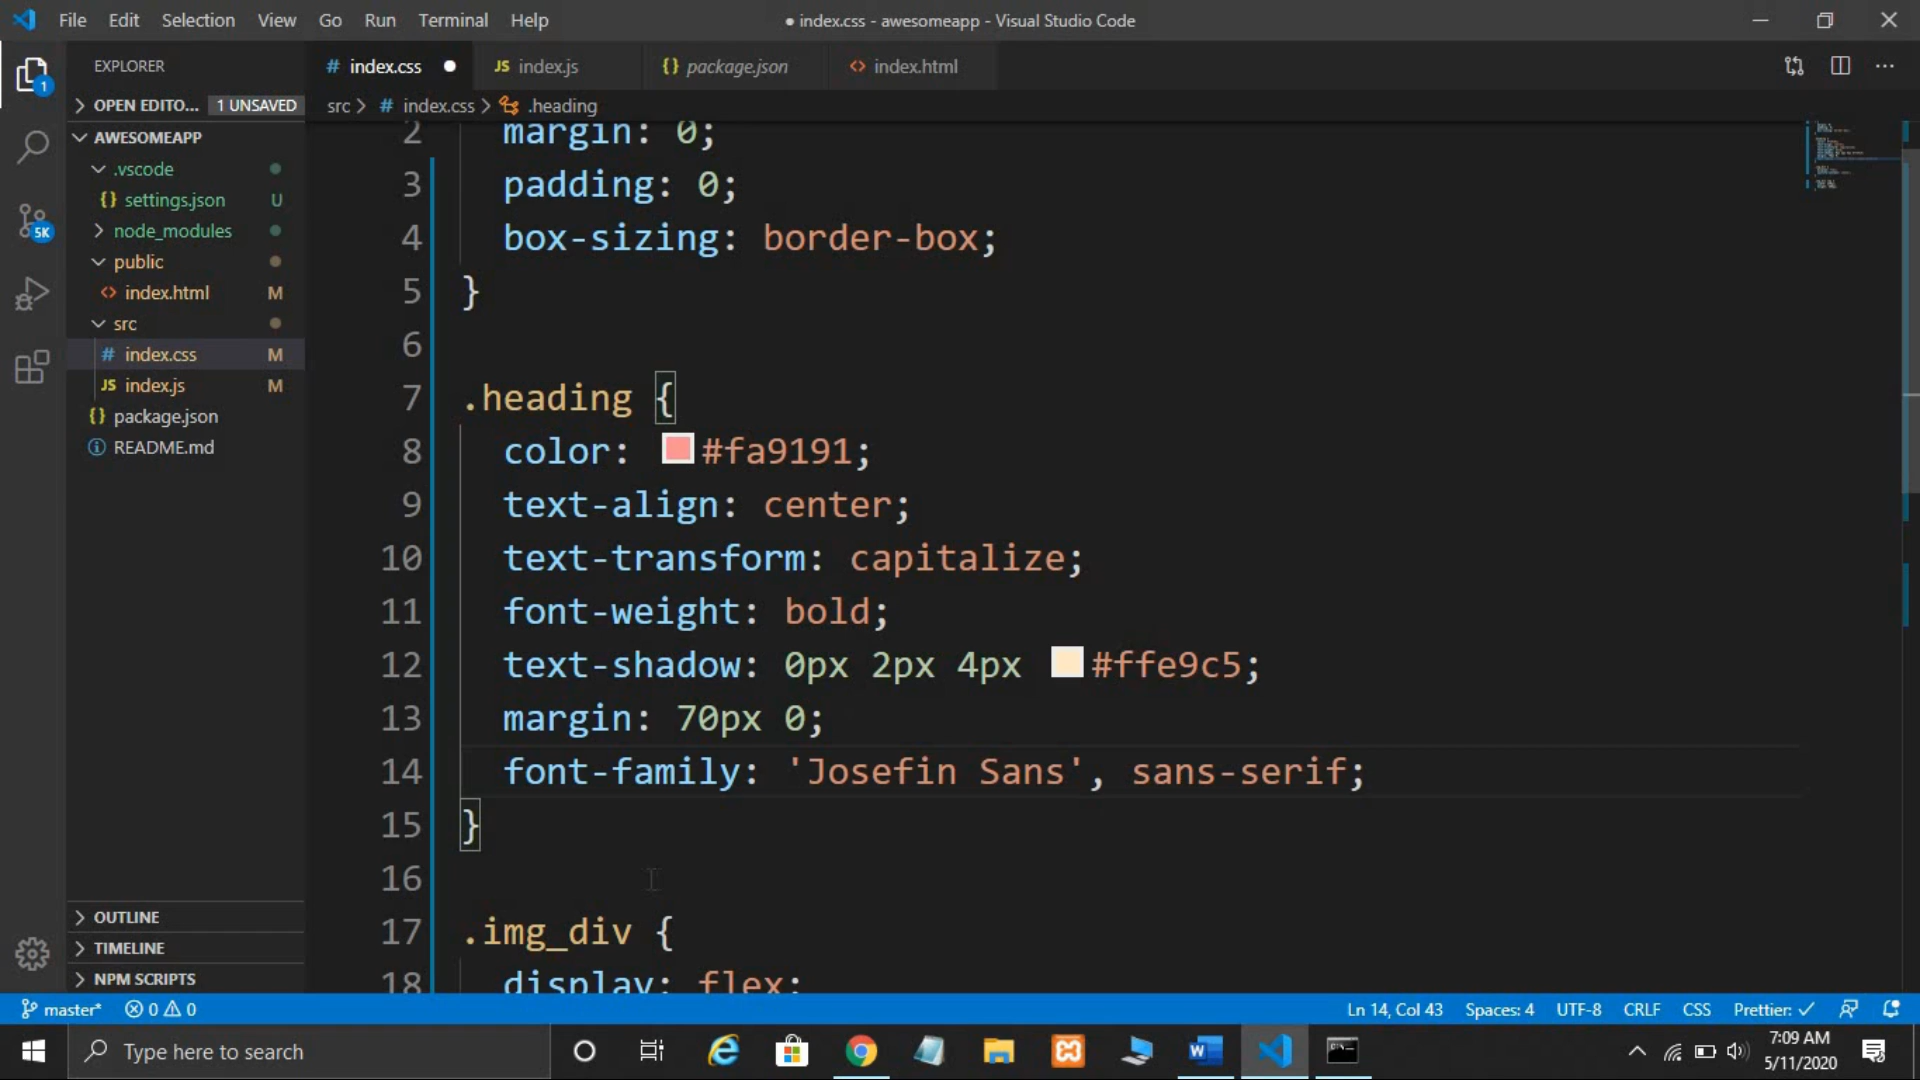 File Edit Selection View Go Run Terminal Help
● index.css - awesomeapp - Visual Studio Code
EXPLORER
# index.css ●
JS index.js
{} package.json
<> index.html
1
OPEN EDITO... 1 UNSAVED
src > # index.css > .heading
AWESOMEAPP
.vscode
{} settings.json U
node_modules
public
<> index.html M
src
# index.css M
JS index.js M
{} package.json
README.md
5K
OUTLINE
TIMELINE
NPM SCRIPTS
2 margin: 0;
3 padding: 0;
4 box-sizing: border-box;
5 }
6
7 .heading {
8 color: #fa9191;
9 text-align: center;
10 text-transform: capitalize;
11 font-weight: bold;
12 text-shadow: 0px 2px 4px #ffe9c5;
13 margin: 70px 0;
14 font-family: 'Josefin Sans', sans-serif;
15 }
16
17 .img_div {
18 display: flex;
master* 0 0
Ln 14, Col 43 Spaces: 4 UTF-8 CRLF CSS Prettier: ✓
Type here to search
7:09 AM
5/11/2020